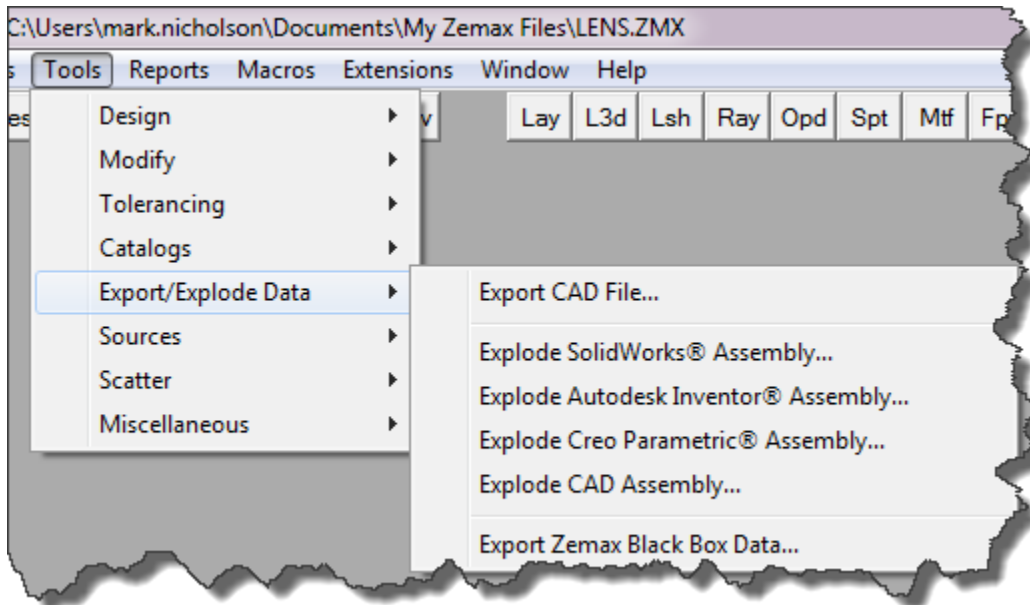 C:\Users\mark.nicholson\Documents\My Zemax Files\LENS.ZMX
s Tools Reports Macros Extensions Window Help
es v Lay L3d Lsh Ray Opd Spt Mtf Fp
Design
Modify
Tolerancing
Catalogs
Export/Explode Data
Sources
Scatter
Miscellaneous
Export CAD File...
Explode SolidWorks® Assembly...
Explode Autodesk Inventor® Assembly...
Explode Creo Parametric® Assembly...
Explode CAD Assembly...
Export Zemax Black Box Data...